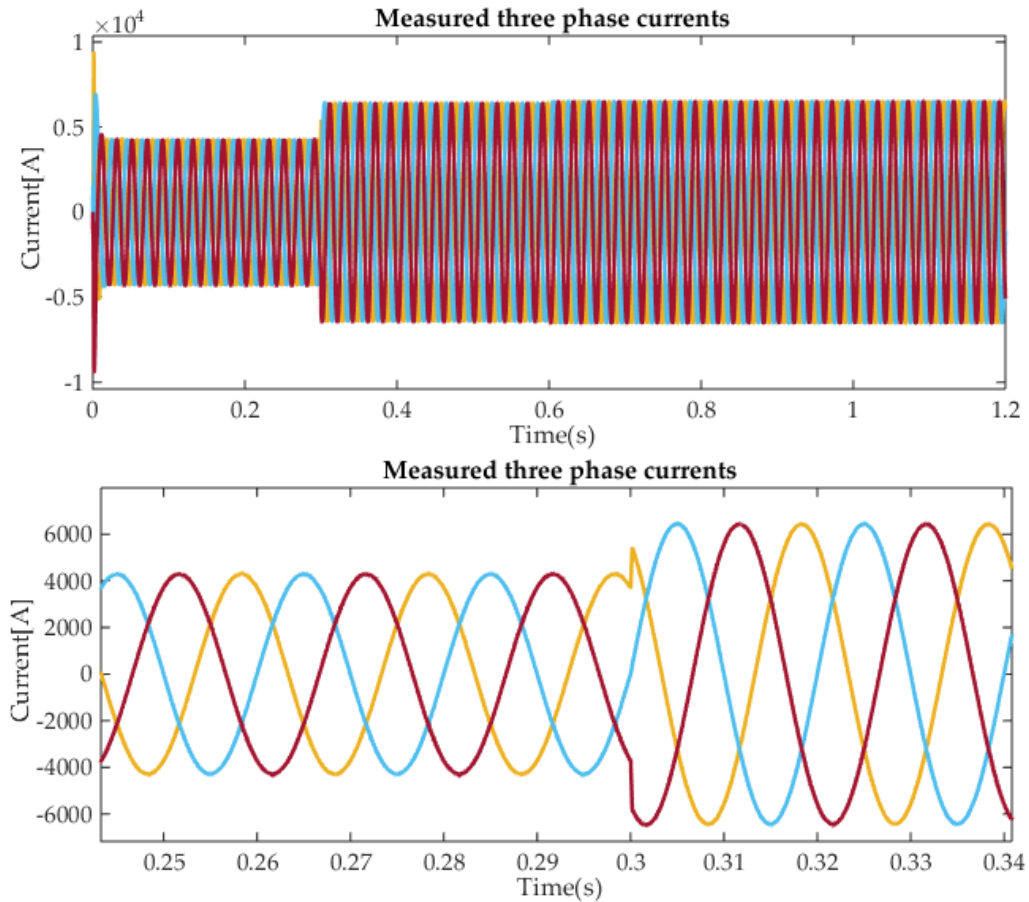 Measured three phase currents
×10⁴
1
0.5
0
-0.5
-1
Current[A]
0 0.2 0.4 0.6 0.8 1 1.2
Time(s)
Measured three phase currents
6000
4000
2000
0
-2000
-4000
-6000
Current[A]
0.25 0.26 0.27 0.28 0.29 0.3 0.31 0.32 0.33 0.34
Time(s)